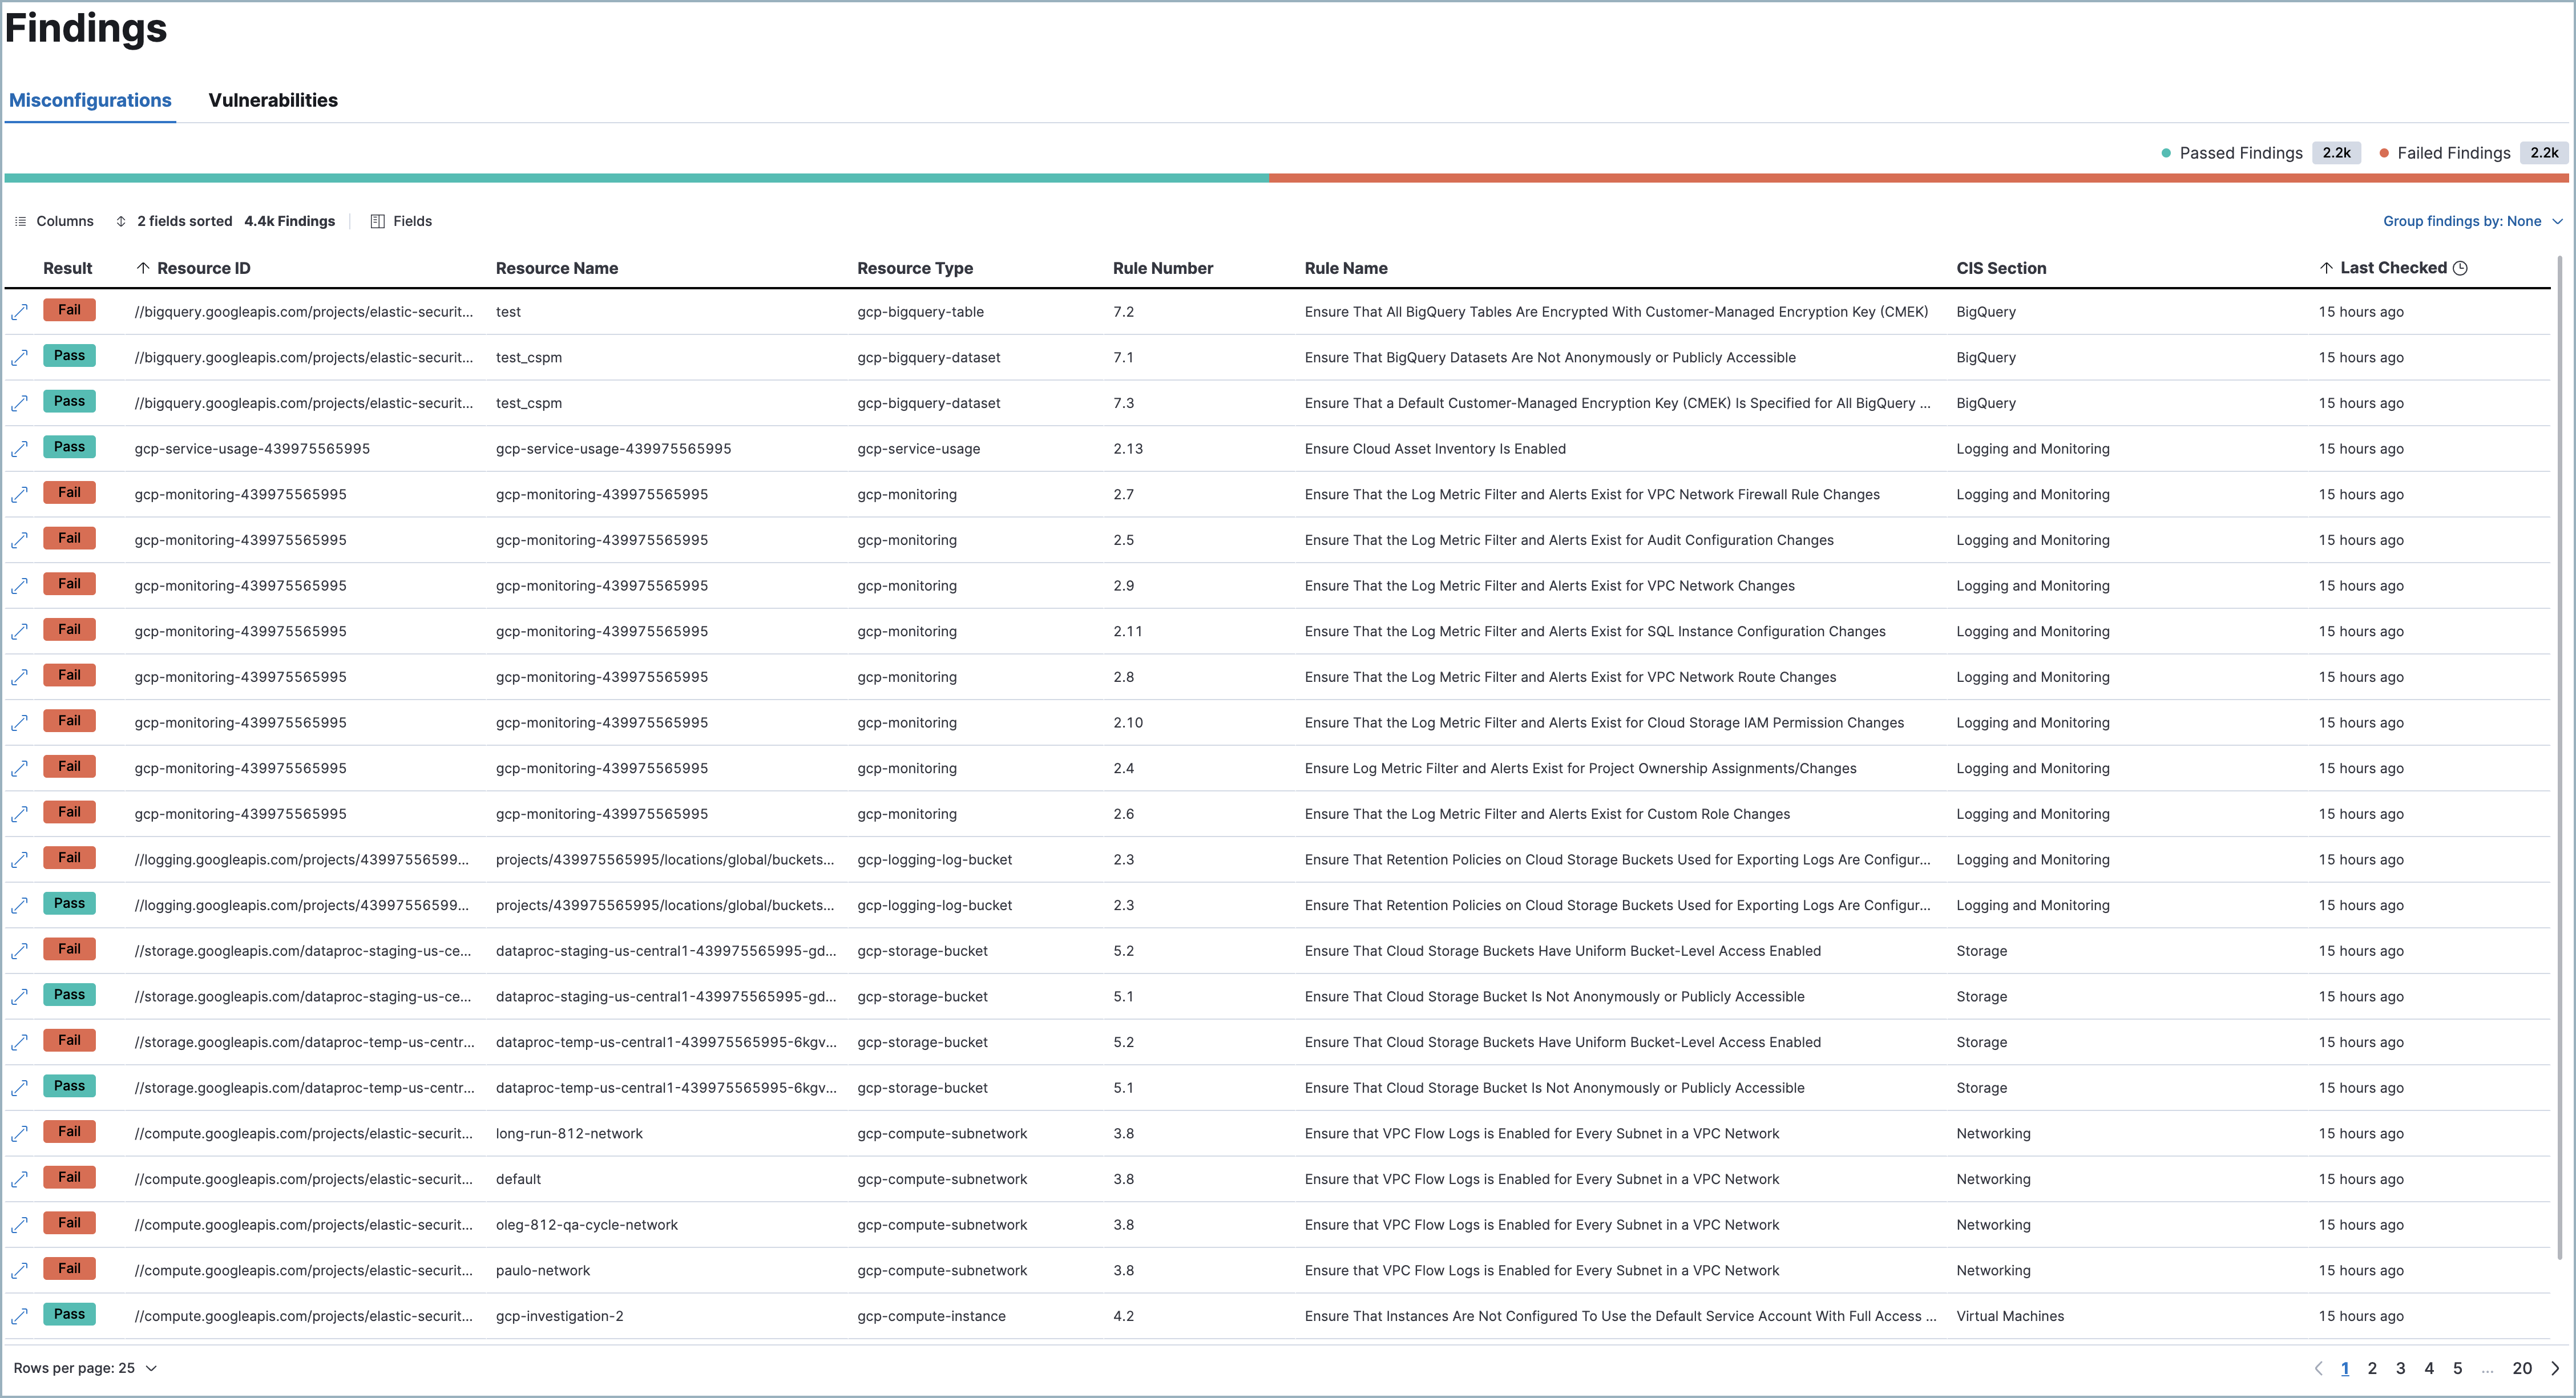 Findings
Misconfigurations Vulnerabilities
Passed Findings 2.2k Failed Findings 2.2k
Columns 2 fields sorted 4.4k Findings Fields Group findings by: None
Result Resource ID Resource Name Resource Type Rule Number Rule Name CIS Section Last Checked
Fail //bigquery.googleapis.com/projects/elastic-securit... test gcp-bigquery-table 7.2 Ensure That All BigQuery Tables Are Encrypted With Customer-Managed Encryption Key (CMEK) BigQuery 15 hours ago
Pass //bigquery.googleapis.com/projects/elastic-securit... test_cspm gcp-bigquery-dataset 7.1 Ensure That BigQuery Datasets Are Not Anonymously or Publicly Accessible BigQuery 15 hours ago
Pass //bigquery.googleapis.com/projects/elastic-securit... test_cspm gcp-bigquery-dataset 7.3 Ensure That a Default Customer-Managed Encryption Key (CMEK) Is Specified for All BigQuery ... BigQuery 15 hours ago
Pass gcp-service-usage-439975565995 gcp-service-usage-439975565995 gcp-service-usage 2.13 Ensure Cloud Asset Inventory Is Enabled Logging and Monitoring 15 hours ago
Fail gcp-monitoring-439975565995 gcp-monitoring-439975565995 gcp-monitoring 2.7 Ensure That the Log Metric Filter and Alerts Exist for VPC Network Firewall Rule Changes Logging and Monitoring 15 hours ago
Fail gcp-monitoring-439975565995 gcp-monitoring-439975565995 gcp-monitoring 2.5 Ensure That the Log Metric Filter and Alerts Exist for Audit Configuration Changes Logging and Monitoring 15 hours ago
Fail gcp-monitoring-439975565995 gcp-monitoring-439975565995 gcp-monitoring 2.9 Ensure That the Log Metric Filter and Alerts Exist for VPC Network Changes Logging and Monitoring 15 hours ago
Fail gcp-monitoring-439975565995 gcp-monitoring-439975565995 gcp-monitoring 2.11 Ensure That the Log Metric Filter and Alerts Exist for SQL Instance Configuration Changes Logging and Monitoring 15 hours ago
Fail gcp-monitoring-439975565995 gcp-monitoring-439975565995 gcp-monitoring 2.8 Ensure That the Log Metric Filter and Alerts Exist for VPC Network Route Changes Logging and Monitoring 15 hours ago
Fail gcp-monitoring-439975565995 gcp-monitoring-439975565995 gcp-monitoring 2.10 Ensure That the Log Metric Filter and Alerts Exist for Cloud Storage IAM Permission Changes Logging and Monitoring 15 hours ago
Fail gcp-monitoring-439975565995 gcp-monitoring-439975565995 gcp-monitoring 2.4 Ensure Log Metric Filter and Alerts Exist for Project Ownership Assignments/Changes Logging and Monitoring 15 hours ago
Fail gcp-monitoring-439975565995 gcp-monitoring-439975565995 gcp-monitoring 2.6 Ensure That the Log Metric Filter and Alerts Exist for Custom Role Changes Logging and Monitoring 15 hours ago
Fail //logging.googleapis.com/projects/43997556599... projects/439975565995/locations/global/buckets... gcp-logging-log-bucket 2.3 Ensure That Retention Policies on Cloud Storage Buckets Used for Exporting Logs Are Configur... Logging and Monitoring 15 hours ago
Pass //logging.googleapis.com/projects/43997556599... projects/439975565995/locations/global/buckets... gcp-logging-log-bucket 2.3 Ensure That Retention Policies on Cloud Storage Buckets Used for Exporting Logs Are Configur... Logging and Monitoring 15 hours ago
Fail //storage.googleapis.com/dataproc-staging-us-ce... dataproc-staging-us-central1-439975565995-gd... gcp-storage-bucket 5.2 Ensure That Cloud Storage Buckets Have Uniform Bucket-Level Access Enabled Storage 15 hours ago
Pass //storage.googleapis.com/dataproc-staging-us-ce... dataproc-staging-us-central1-439975565995-gd... gcp-storage-bucket 5.1 Ensure That Cloud Storage Bucket Is Not Anonymously or Publicly Accessible Storage 15 hours ago
Fail //storage.googleapis.com/dataproc-temp-us-centr... dataproc-temp-us-central1-439975565995-6kgv... gcp-storage-bucket 5.2 Ensure That Cloud Storage Buckets Have Uniform Bucket-Level Access Enabled Storage 15 hours ago
Pass //storage.googleapis.com/dataproc-temp-us-centr... dataproc-temp-us-central1-439975565995-6kgv... gcp-storage-bucket 5.1 Ensure That Cloud Storage Bucket Is Not Anonymously or Publicly Accessible Storage 15 hours ago
Fail //compute.googleapis.com/projects/elastic-securit... long-run-812-network gcp-compute-subnetwork 3.8 Ensure that VPC Flow Logs is Enabled for Every Subnet in a VPC Network Networking 15 hours ago
Fail //compute.googleapis.com/projects/elastic-securit... default gcp-compute-subnetwork 3.8 Ensure that VPC Flow Logs is Enabled for Every Subnet in a VPC Network Networking 15 hours ago
Fail //compute.googleapis.com/projects/elastic-securit... oleg-812-qa-cycle-network gcp-compute-subnetwork 3.8 Ensure that VPC Flow Logs is Enabled for Every Subnet in a VPC Network Networking 15 hours ago
Fail //compute.googleapis.com/projects/elastic-securit... paulo-network gcp-compute-subnetwork 3.8 Ensure that VPC Flow Logs is Enabled for Every Subnet in a VPC Network Networking 15 hours ago
Pass //compute.googleapis.com/projects/elastic-securit... gcp-investigation-2 gcp-compute-instance 4.2 Ensure That Instances Are Not Configured To Use the Default Service Account With Full Access ... Virtual Machines 15 hours ago
Rows per page: 25 1 2 3 4 5 ... 20